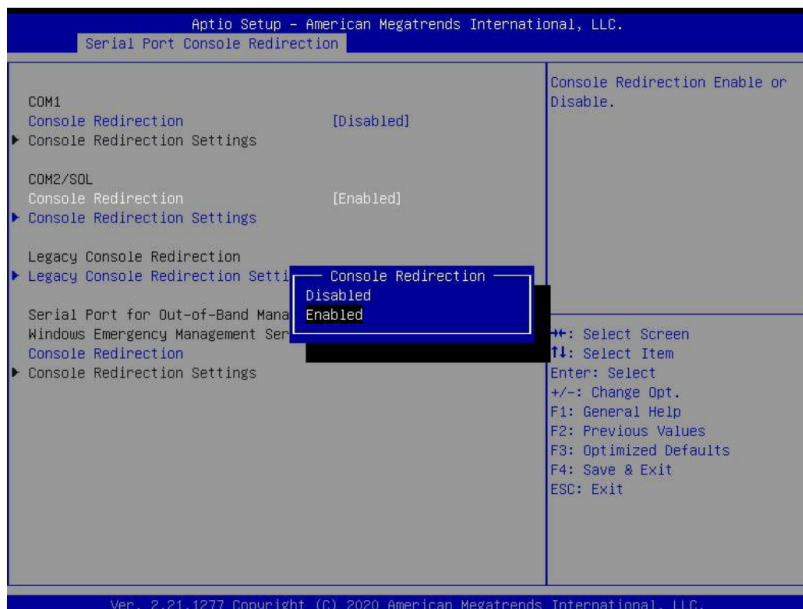 Aptio Setup – American Megatrends International, LLC.
Serial Port Console Redirection
COM1
Console Redirection [Disabled]
▶ Console Redirection Settings
COM2/SOL
Console Redirection [Enabled]
▶ Console Redirection Settings
Legacy Console Redirection
▶ Legacy Console Redirection Setti
Serial Port for Out-of-Band Mana
Windows Emergency Management Ser
Console Redirection
▶ Console Redirection Settings
Console Redirection
Disabled
Enabled
Console Redirection Enable or
Disable.
→←: Select Screen
↑↓: Select Item
Enter: Select
+/-: Change Opt.
F1: General Help
F2: Previous Values
F3: Optimized Defaults
F4: Save & Exit
ESC: Exit
Ver. 2.21.1277 Copyright (C) 2020 American Megatrends International, LLC.